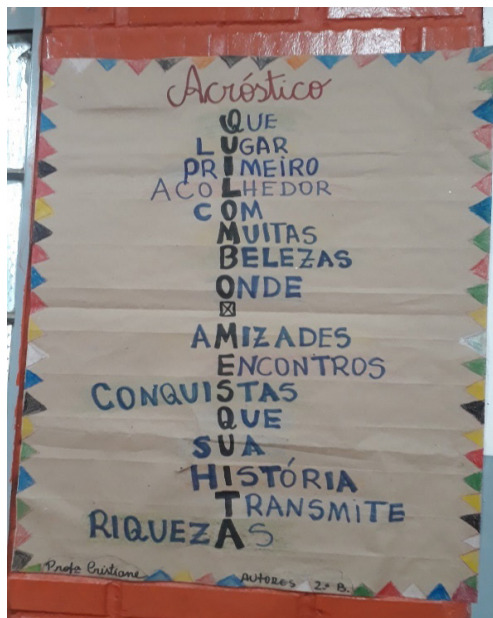 Acróstico
QUE
LUGAR
PRIMEIRO
ACOLHEDOR
COM
MUITAS
BELEZAS
ONDE
AMIZADES
ENCONTROS
CONQUISTAS
QUE
SUA
HISTÓRIA
TRANSMITE
RIQUEZAS
Profa Cristiane AUTORES 2.º B.